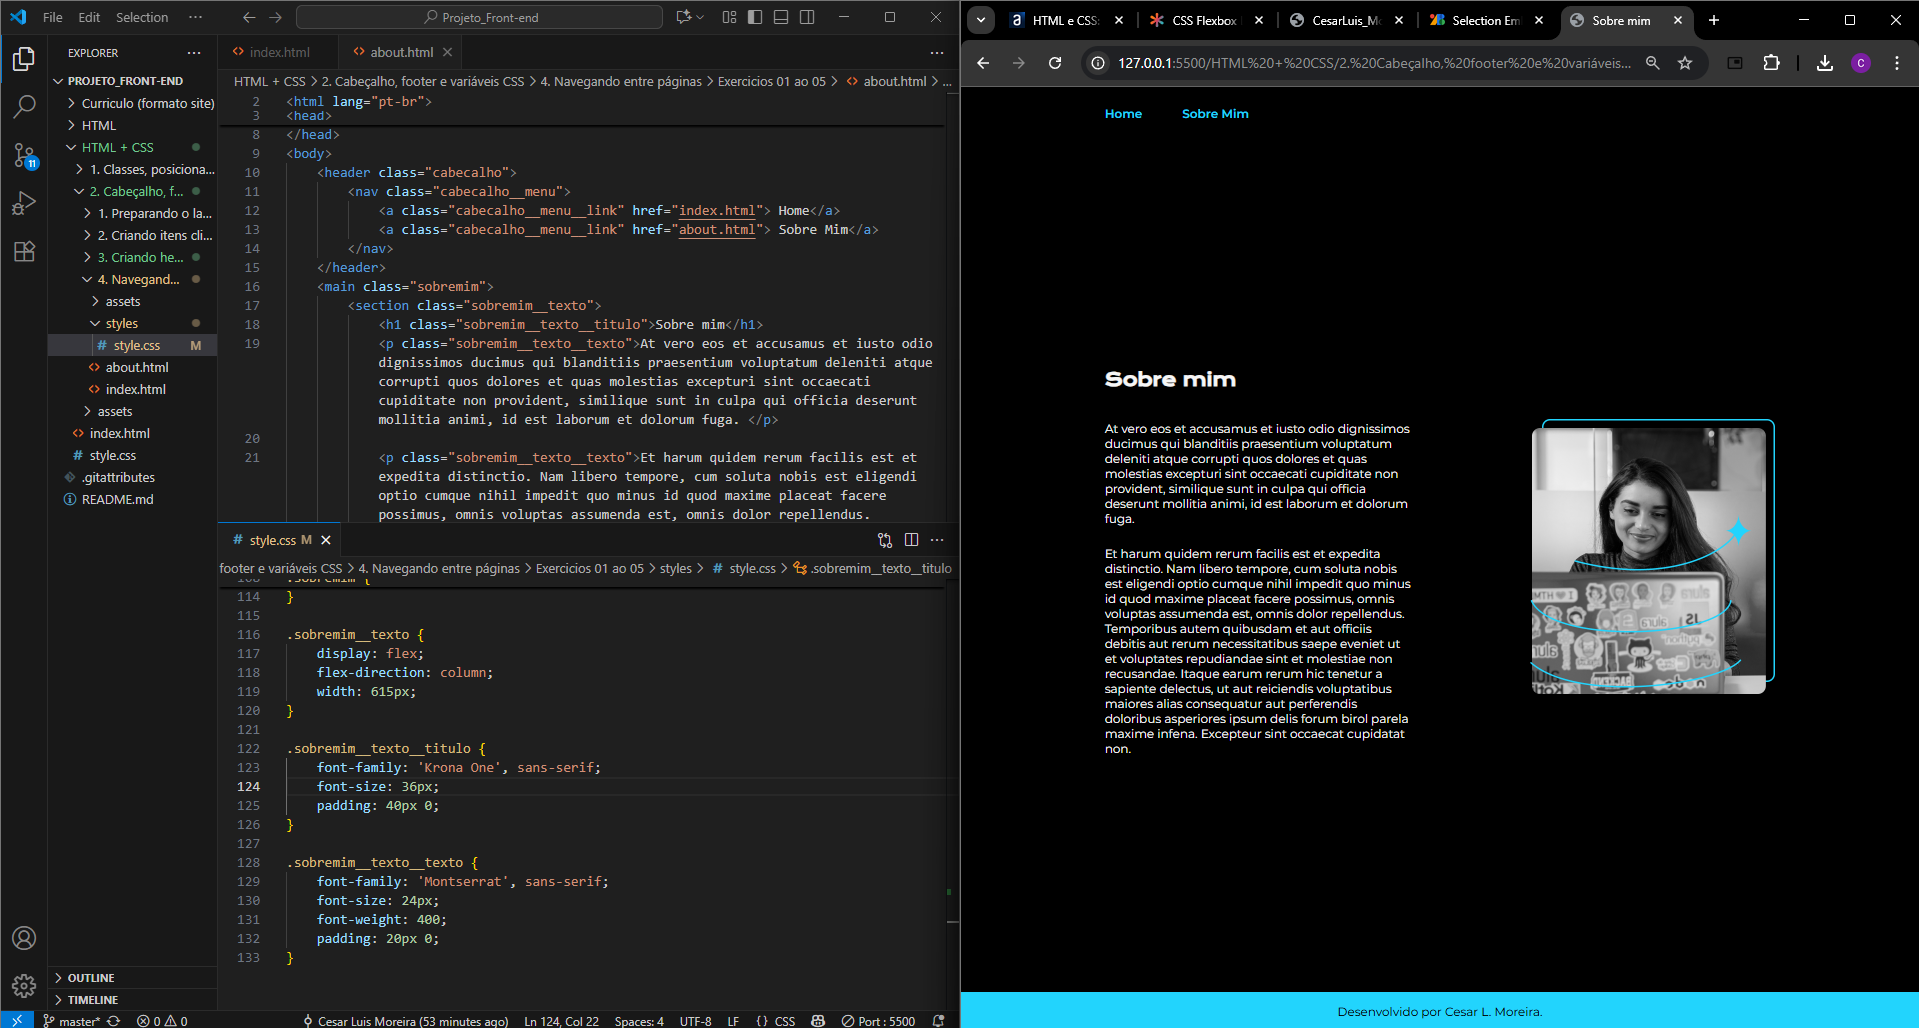 File Edit Selection ···
Projeto_Front-end
EXPLORER
PROJETO_FRONT-END
Curriculo (formato site)
HTML
HTML + CSS
1. Classes, posiciona...
2. Cabeçalho, f...
1. Preparando o la...
2. Criando itens cli...
3. Criando he...
4. Navegand...
assets
styles
# style.css M
about.html
index.html
assets
index.html
# style.css
.gitattributes
README.md
OUTLINE
TIMELINE
11
index.html
about.html
HTML + CSS > 2. Cabeçalho, footer e variáveis CSS > 4. Navegando entre páginas > Exercicios 01 ao 05 > about.html > ...
2 <html lang="pt-br">
3 <head>
8 </head>
9 <body>
10 <header class="cabecalho">
11 <nav class="cabecalho__menu">
12 <a class="cabecalho__menu__link" href="index.html"> Home</a>
13 <a class="cabecalho__menu__link" href="about.html"> Sobre Mim</a>
14 </nav>
15 </header>
16 <main class="sobremim">
17 <section class="sobremim__texto">
18 <h1 class="sobremim__texto__titulo">Sobre mim</h1>
19 <p class="sobremim__texto__texto">At vero eos et accusamus et iusto odio
dignissimos ducimus qui blanditiis praesentium voluptatum deleniti atque
corrupti quos dolores et quas molestias excepturi sint occaecati
cupiditate non provident, similique sunt in culpa qui officia deserunt
mollitia animi, id est laborum et dolorum fuga. </p>
20
21 <p class="sobremim__texto__texto">Et harum quidem rerum facilis est et
expedita distinctio. Nam libero tempore, cum soluta nobis est eligendi
optio cumque nihil impedit quo minus id quod maxime placeat facere
possimus, omnis voluptas assumenda est, omnis dolor repellendus.
# style.css M
footer e variáveis CSS > 4. Navegando entre páginas > Exercicios 01 ao 05 > styles > # style.css > .sobremim__texto__titulo
108 .sobremim {
114 }
115
116 .sobremim__texto {
117 display: flex;
118 flex-direction: column;
119 width: 615px;
120 }
121
122 .sobremim__texto__titulo {
123 font-family: 'Krona One', sans-serif;
124 font-size: 36px;
125 padding: 40px 0;
126 }
127
128 .sobremim__texto__texto {
129 font-family: 'Montserrat', sans-serif;
130 font-size: 24px;
131 font-weight: 400;
132 padding: 20px 0;
133 }
master* 0 0 Cesar Luis Moreira (53 minutes ago) Ln 124, Col 22 Spaces: 4 UTF-8 LF {} CSS Port : 5500
HTML e CSS:
CSS Flexbox
CesarLuis_Mo
Selection Em
Sobre mim
127.0.0.1:5500/HTML%20+%20CSS/2.%20Cabeçalho,%20footer%20e%20variáveis...
C
Home Sobre Mim
Sobre mim
At vero eos et accusamus et iusto odio dignissimos
ducimus qui blanditiis praesentium voluptatum
deleniti atque corrupti quos dolores et quas
molestias excepturi sint occaecati cupiditate non
provident, similique sunt in culpa qui officia
deserunt mollitia animi, id est laborum et dolorum
fuga.
Et harum quidem rerum facilis est et expedita
distinctio. Nam libero tempore, cum soluta nobis
est eligendi optio cumque nihil impedit quo minus
id quod maxime placeat facere possimus, omnis
voluptas assumenda est, omnis dolor repellendus.
Temporibus autem quibusdam et aut officiis
debitis aut rerum necessitatibus saepe eveniet ut
et voluptates repudiandae sint et molestiae non
recusandae. Itaque earum rerum hic tenetur a
sapiente delectus, ut aut reiciendis voluptatibus
maiores alias consequatur aut perferendis
doloribus asperiores ipsum delis forum birol parela
maxime infena. Excepteur sint occaecat cupidatat
non.
Desenvolvido por Cesar L. Moreira.